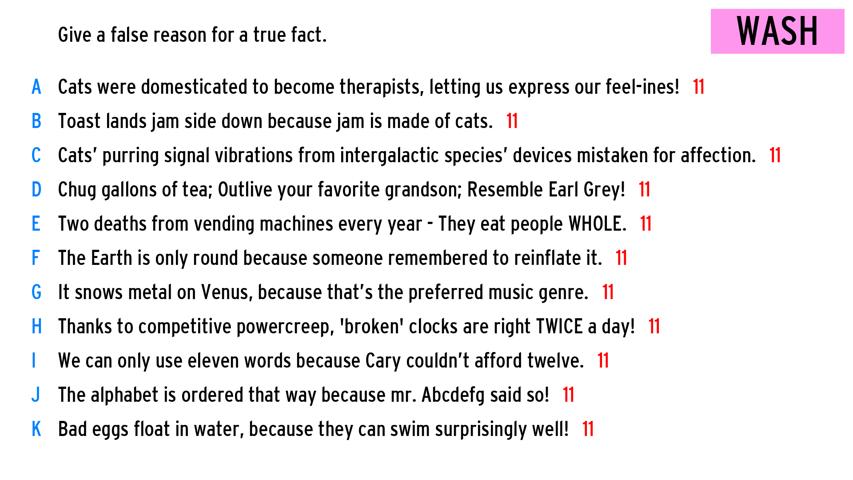 Give a false reason for a true fact.
WASH
A Cats were domesticated to become therapists, letting us express our feel-ines! 11
B Toast lands jam side down because jam is made of cats. 11
C Cats’ purring signal vibrations from intergalactic species’ devices mistaken for affection. 11
D Chug gallons of tea; Outlive your favorite grandson; Resemble Earl Grey! 11
E Two deaths from vending machines every year - They eat people WHOLE. 11
F The Earth is only round because someone remembered to reinflate it. 11
G It snows metal on Venus, because that’s the preferred music genre. 11
H Thanks to competitive powercreep, 'broken' clocks are right TWICE a day! 11
I We can only use eleven words because Cary couldn’t afford twelve. 11
J The alphabet is ordered that way because mr. Abcdefg said so! 11
K Bad eggs float in water, because they can swim surprisingly well! 11